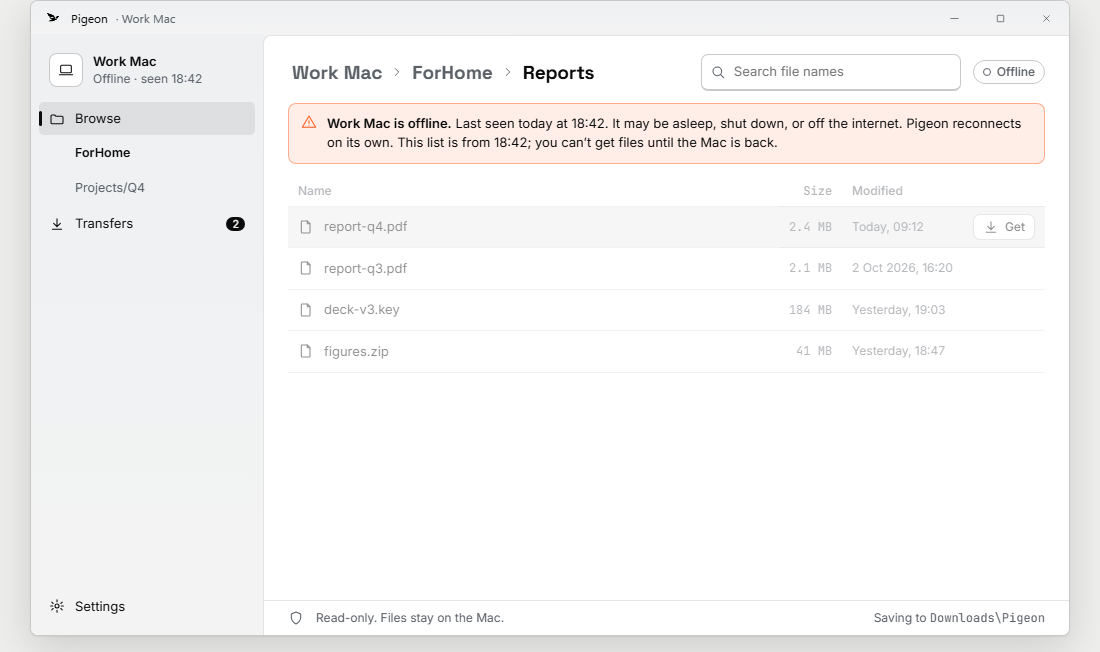 Pigeon · Work Mac
Work Mac
Offline · seen 18:42
Browse
ForHome
Projects/Q4
Transfers 2
Settings
Work Mac › ForHome › Reports
Search file names
Offline
Work Mac is offline. Last seen today at 18:42. It may be asleep, shut down, or off the internet. Pigeon reconnects
on its own. This list is from 18:42; you can’t get files until the Mac is back.
Name Size Modified
report-q4.pdf 2.4 MB Today, 09:12 Get
report-q3.pdf 2.1 MB 2 Oct 2026, 16:20
deck-v3.key 184 MB Yesterday, 19:03
figures.zip 41 MB Yesterday, 18:47
Read-only. Files stay on the Mac.
Saving to Downloads\Pigeon